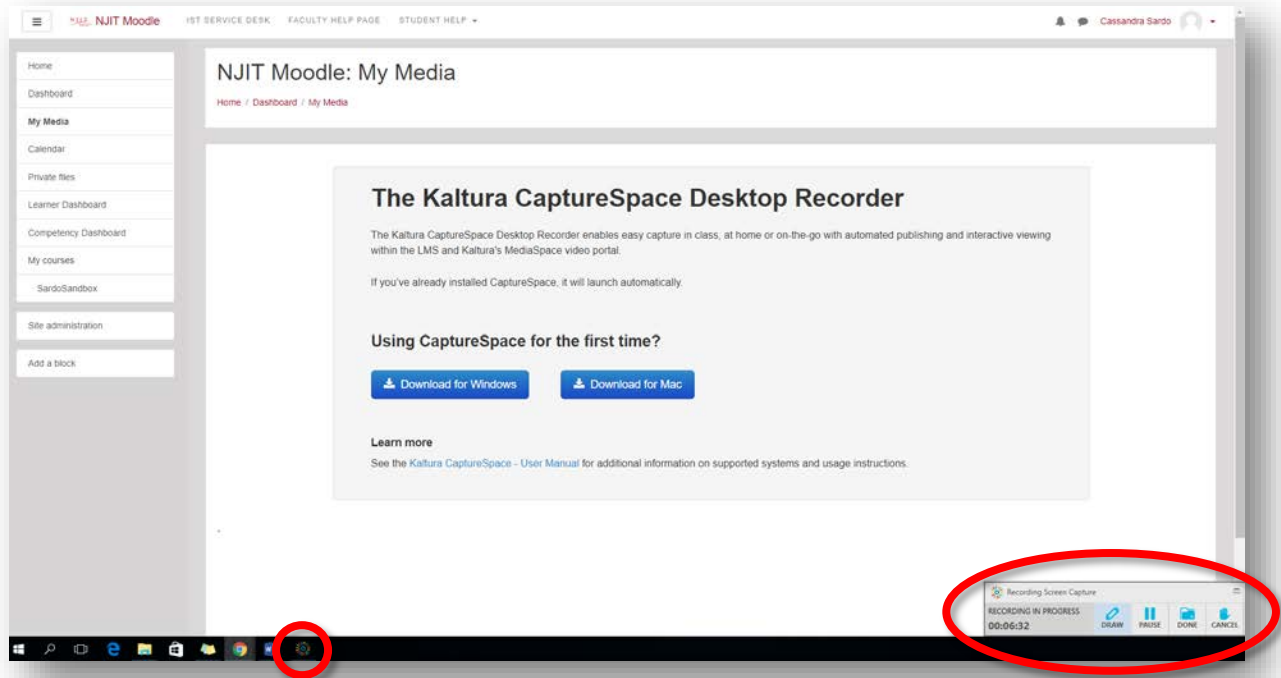 NJIT NJIT Moodle IST SERVICE DESK FACULTY HELP PAGE STUDENT HELP Cassandra Sardo
Home
Dashboard
My Media
Calendar
Private files
Learner Dashboard
Competency Dashboard
My courses
SardoSandbox
Site administration
Add a block
NJIT Moodle: My Media
Home / Dashboard / My Media
The Kaltura CaptureSpace Desktop Recorder
The Kaltura CaptureSpace Desktop Recorder enables easy capture in class, at home or on-the-go with automated publishing and interactive viewing
within the LMS and Kaltura's MediaSpace video portal.
If you've already installed CaptureSpace, it will launch automatically.
Using CaptureSpace for the first time?
Download for Windows Download for Mac
Learn more
See the Kaltura CaptureSpace - User Manual for additional information on supported systems and usage instructions.
Recording Screen Capture
RECORDING IN PROGRESS
00:06:32
DRAW PAUSE DONE CANCEL